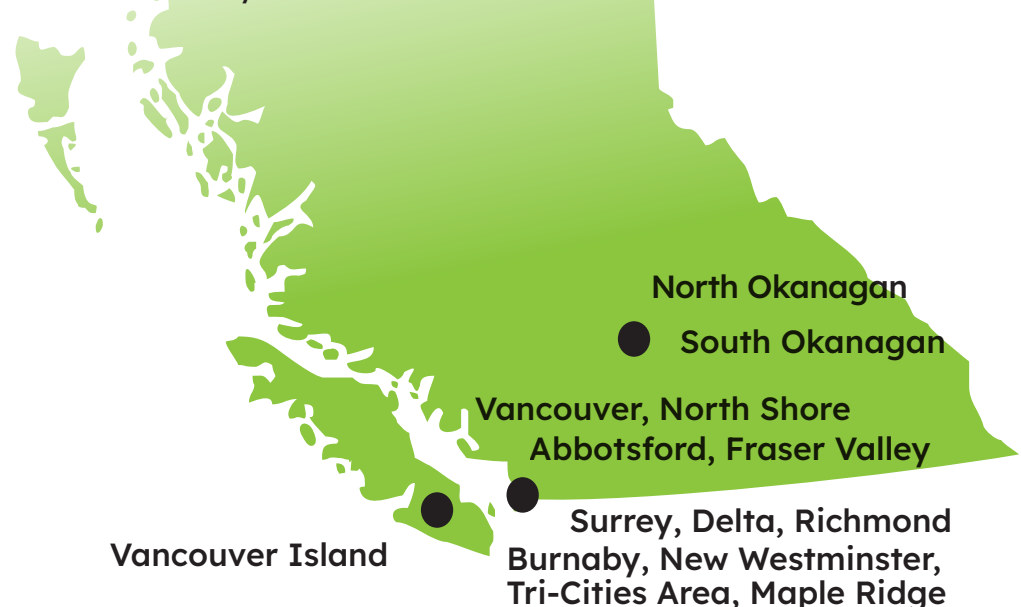 North Okanagan
South Okanagan
Vancouver, North Shore
Abbotsford, Fraser Valley
Surrey, Delta, Richmond
Vancouver Island
Burnaby, New Westminster,
Tri-Cities Area, Maple Ridge